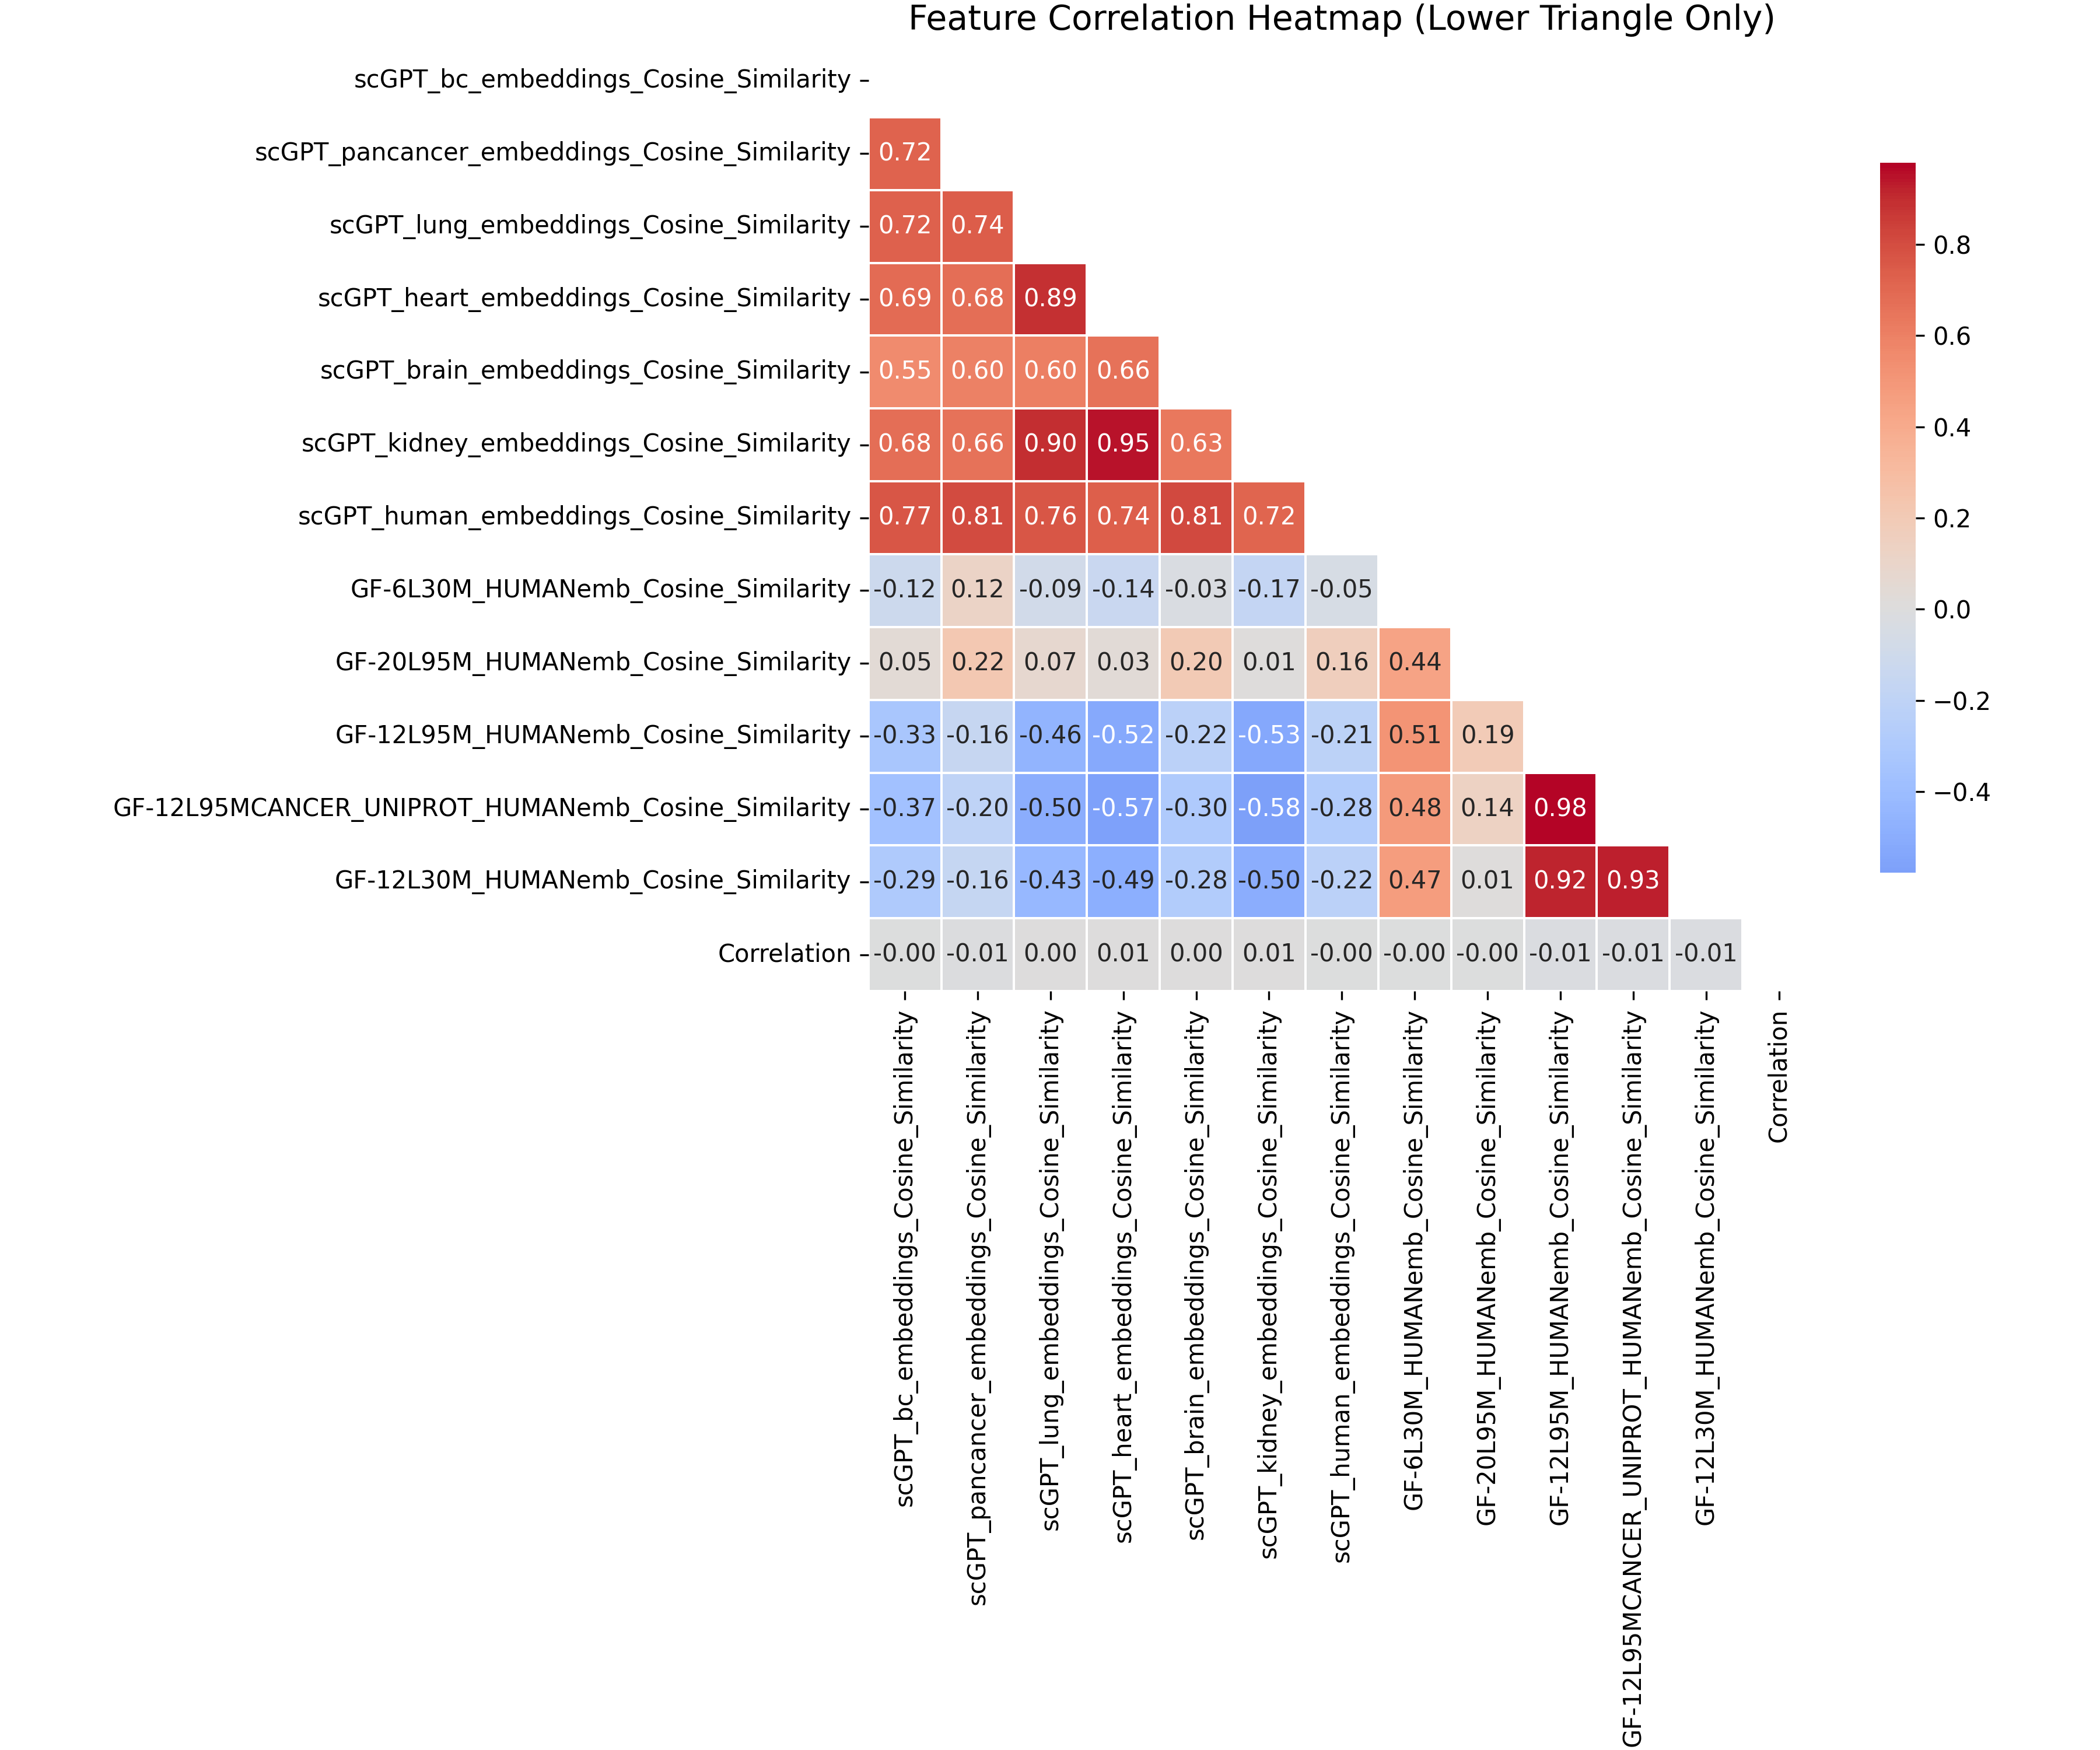 Feature Correlation Heatmap (Lower Triangle Only)
scGPT_bc_embeddings_Cosine_Similarity
scGPT_pancancer_embeddings_Cosine_Similarity 0.72
scGPT_lung_embeddings_Cosine_Similarity 0.72 0.74
scGPT_heart_embeddings_Cosine_Similarity 0.69 0.68 0.89
scGPT_brain_embeddings_Cosine_Similarity 0.55 0.60 0.60 0.66
scGPT_kidney_embeddings_Cosine_Similarity 0.68 0.66 0.90 0.95 0.63
scGPT_human_embeddings_Cosine_Similarity 0.77 0.81 0.76 0.74 0.81 0.72
GF-6L30M_HUMANemb_Cosine_Similarity -0.12 0.12 -0.09 -0.14 -0.03 -0.17 -0.05
GF-20L95M_HUMANemb_Cosine_Similarity 0.05 0.22 0.07 0.03 0.20 0.01 0.16 0.44
GF-12L95M_HUMANemb_Cosine_Similarity -0.33 -0.16 -0.46 -0.52 -0.22 -0.53 -0.21 0.51 0.19
GF-12L95MCANCER_UNIPROT_HUMANemb_Cosine_Similarity -0.37 -0.20 -0.50 -0.57 -0.30 -0.58 -0.28 0.48 0.14 0.98
GF-12L30M_HUMANemb_Cosine_Similarity -0.29 -0.16 -0.43 -0.49 -0.28 -0.50 -0.22 0.47 0.01 0.92 0.93
Correlation -0.00 -0.01 0.00 0.01 0.00 0.01 -0.00 -0.00 -0.00 -0.01 -0.01 -0.01
scGPT_bc_embeddings_Cosine_Similarity
scGPT_pancancer_embeddings_Cosine_Similarity
scGPT_lung_embeddings_Cosine_Similarity
scGPT_heart_embeddings_Cosine_Similarity
scGPT_brain_embeddings_Cosine_Similarity
scGPT_kidney_embeddings_Cosine_Similarity
scGPT_human_embeddings_Cosine_Similarity
GF-6L30M_HUMANemb_Cosine_Similarity
GF-20L95M_HUMANemb_Cosine_Similarity
GF-12L95M_HUMANemb_Cosine_Similarity
GF-12L95MCANCER_UNIPROT_HUMANemb_Cosine_Similarity
GF-12L30M_HUMANemb_Cosine_Similarity
Correlation
0.8
0.6
0.4
0.2
0.0
−0.2
−0.4